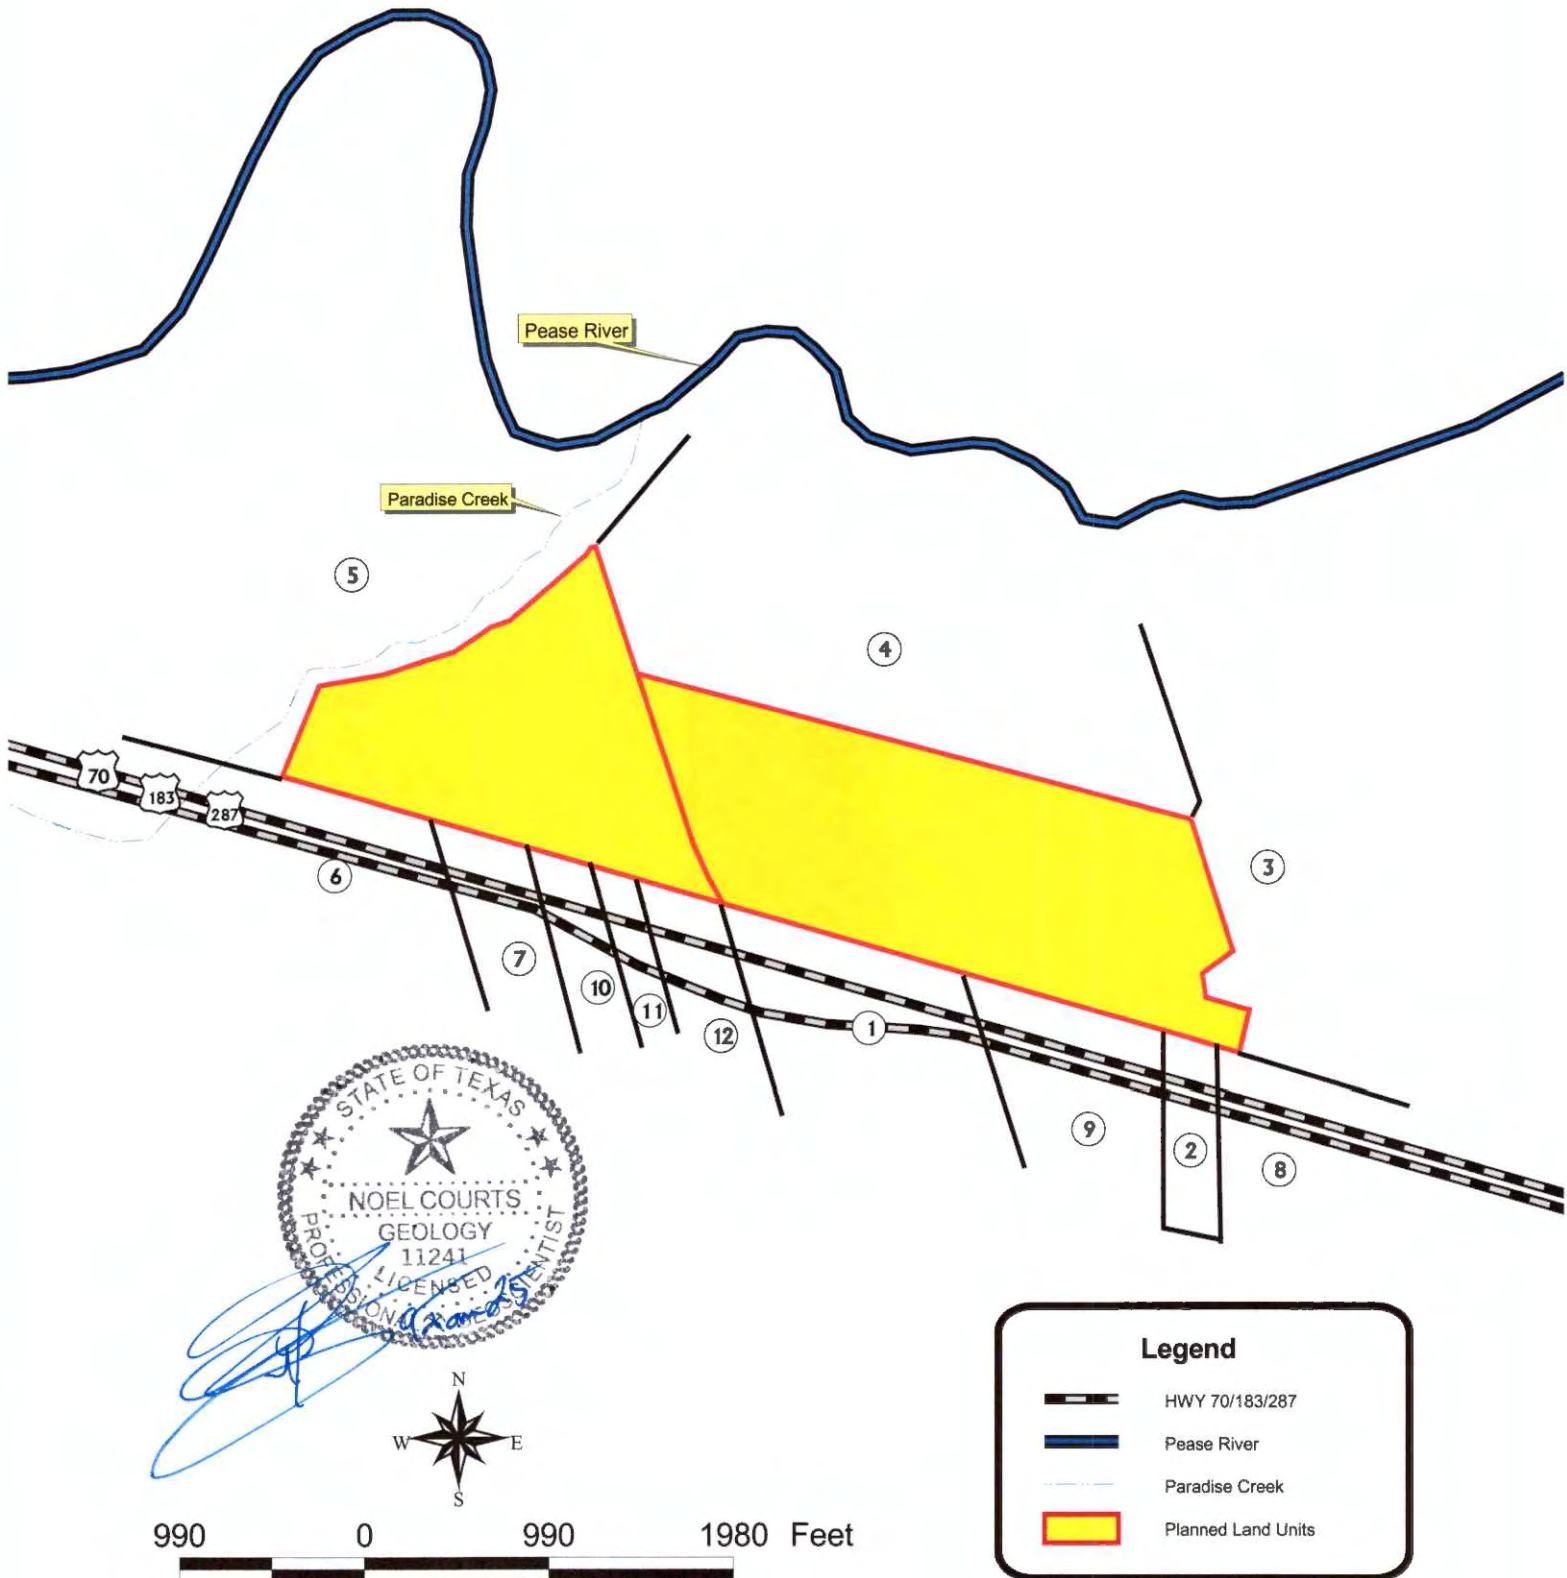 Pease River
Paradise Creek
5
4
70
183
287
3
6
7
10
11
12
1
9
2
8
STATE OF TEXAS
NOEL COURTS
GEOLOGY
11241
LICENSED
PROFESSIONAL
N
W E
S
990 0 990 1980 Feet
Legend
HWY 70/183/287
Pease River
Paradise Creek
Planned Land Units